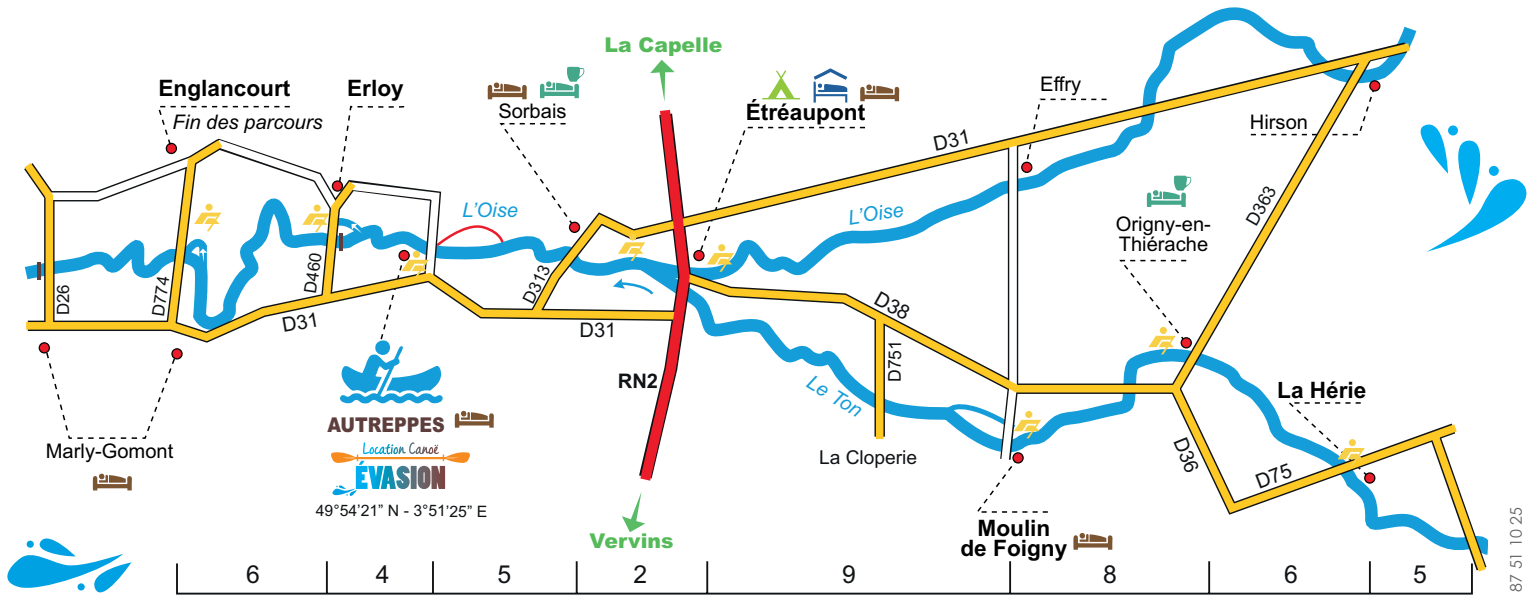 La Capelle
Englancourt
Fin des parcours
Erloy
Sorbais
Étréaupont
Effry
Hirson
D31
L'Oise
L'Oise
D363
Origny-en-
Thiérache
D26
D774
D460
D313
D31
D31
D38
D751
RN2
Le Ton
La Hérie
AUTREPPES
Location Canoë
ÉVASION
49°54'21” N - 3°51'25” E
Marly-Gomont
La Cloperie
D36
D75
Vervins
Moulin
de Foigny
6 4 5 2 9 8 6 5
87 51 10 25